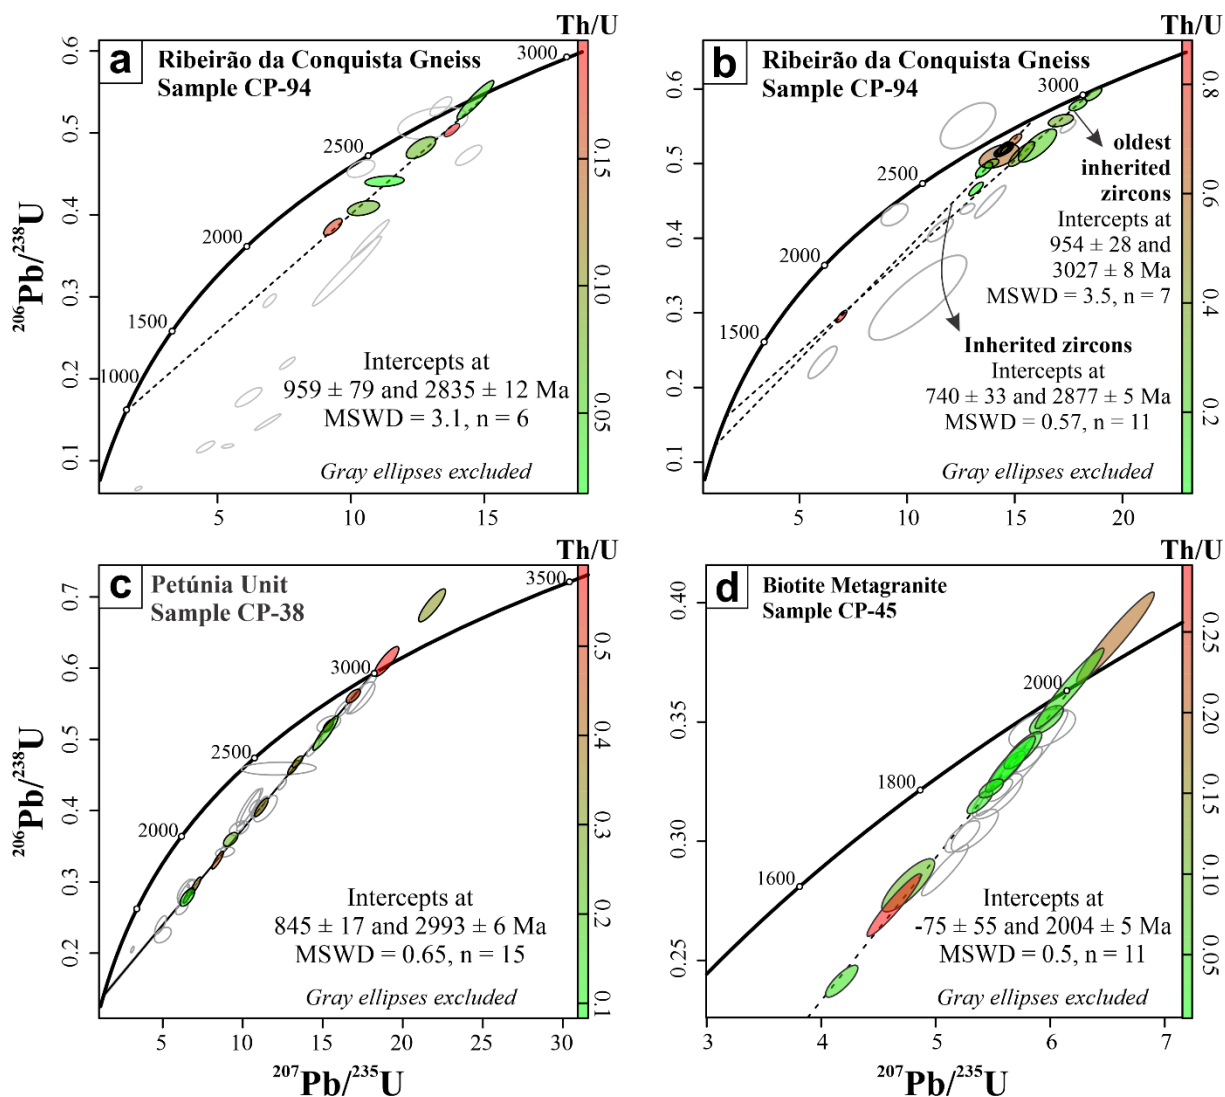 Th/U
a
Ribeirão da Conquista Gneiss
Sample CP-94
0.6
0.5
0.4
0.3
0.2
0.1
206Pb/238U
1000
1500
2000
2500
3000
Intercepts at
959 ± 79 and 2835 ± 12 Ma
MSWD = 3.1, n = 6
Gray ellipses excluded
5
10
15
0.15
0.10
0.05
Th/U
b
Ribeirão da Conquista Gneiss
Sample CP-94
0.6
0.5
0.4
0.3
0.2
0.1
1500
2000
2500
3000
oldest
inherited
zircons
Intercepts at
954 ± 28 and
3027 ± 8 Ma
MSWD = 3.5, n = 7
Inherited zircons
Intercepts at
740 ± 33 and 2877 ± 5 Ma
MSWD = 0.57, n = 11
Gray ellipses excluded
5
10
15
20
0.8
0.6
0.4
0.2
Th/U
c
Petúnia Unit
Sample CP-38
0.7
0.6
0.5
0.4
0.3
0.2
206Pb/238U
2000
2500
3000
3500
Intercepts at
845 ± 17 and 2993 ± 6 Ma
MSWD = 0.65, n = 15
Gray ellipses excluded
5
10
15
20
25
30
207Pb/235U
0.5
0.4
0.3
0.2
0.1
Th/U
d
Biotite Metagranite
Sample CP-45
0.40
0.35
0.30
0.25
1600
1800
2000
Intercepts at
-75 ± 55 and 2004 ± 5 Ma
MSWD = 0.5, n = 11
Gray ellipses excluded
3
4
5
6
7
207Pb/235U
0.25
0.20
0.15
0.10
0.05